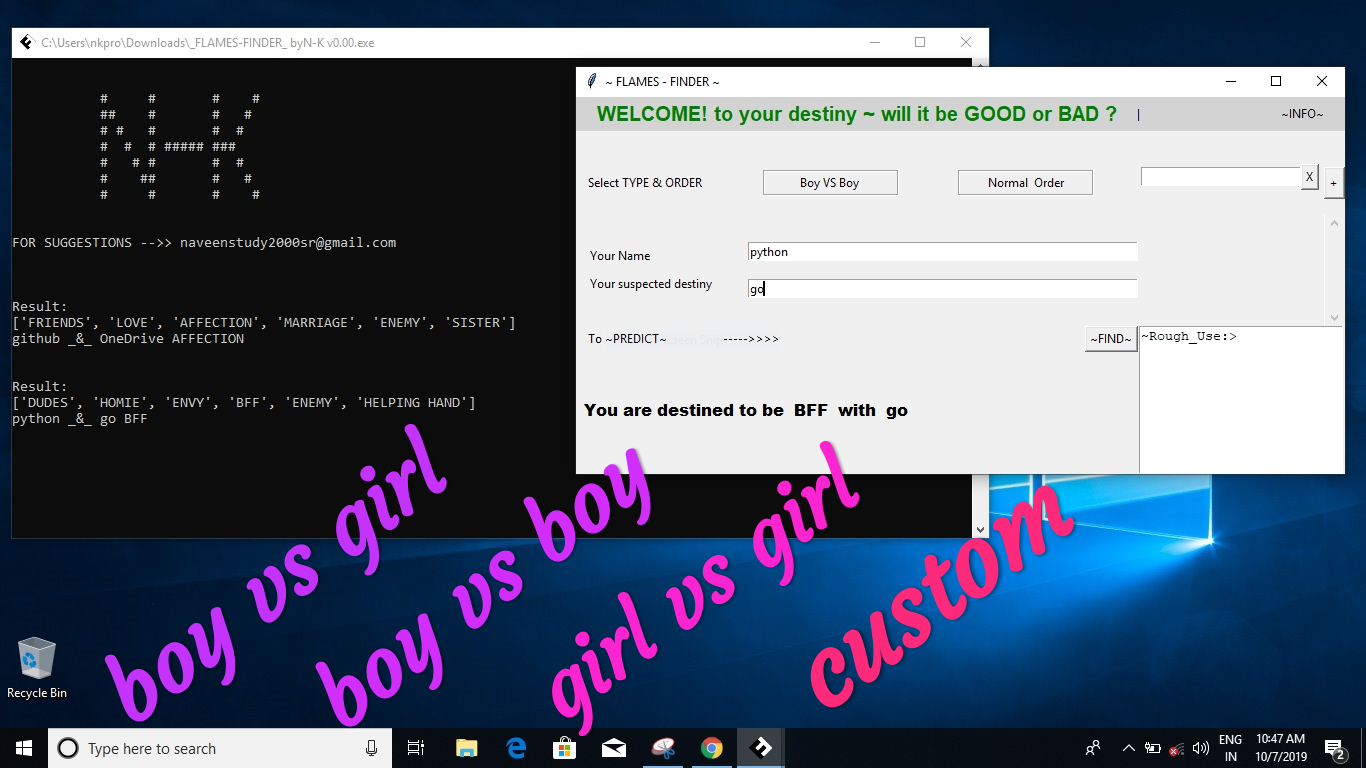 C:\Users\nkpro\Downloads\_FLAMES-FINDER_ byN-K v0.00.exe
FOR SUGGESTIONS -->> naveenstudy2000sr@gmail.com
Result:
['FRIENDS', 'LOVE', 'AFFECTION', 'MARRIAGE', 'ENEMY', 'SISTER']
github _&_ OneDrive AFFECTION
Result:
['DUDES', 'HOMIE', 'ENVY', 'BFF', 'ENEMY', 'HELPING HAND']
python _&_ go BFF
~ FLAMES - FINDER ~
WELCOME! to your destiny ~ will it be GOOD or BAD ? | ~INFO~
Select TYPE & ORDER Boy VS Boy Normal Order X +
Your Name python
Your suspected destiny go
To ~PREDICT~ ----->>>> ~FIND~
~Rough_Use:>
You are destined to be BFF with go
boy vs girl
boy vs boy
girl vs girl
custom
Recycle Bin
Type here to search
ENG
IN
10:47 AM
10/7/2019
2